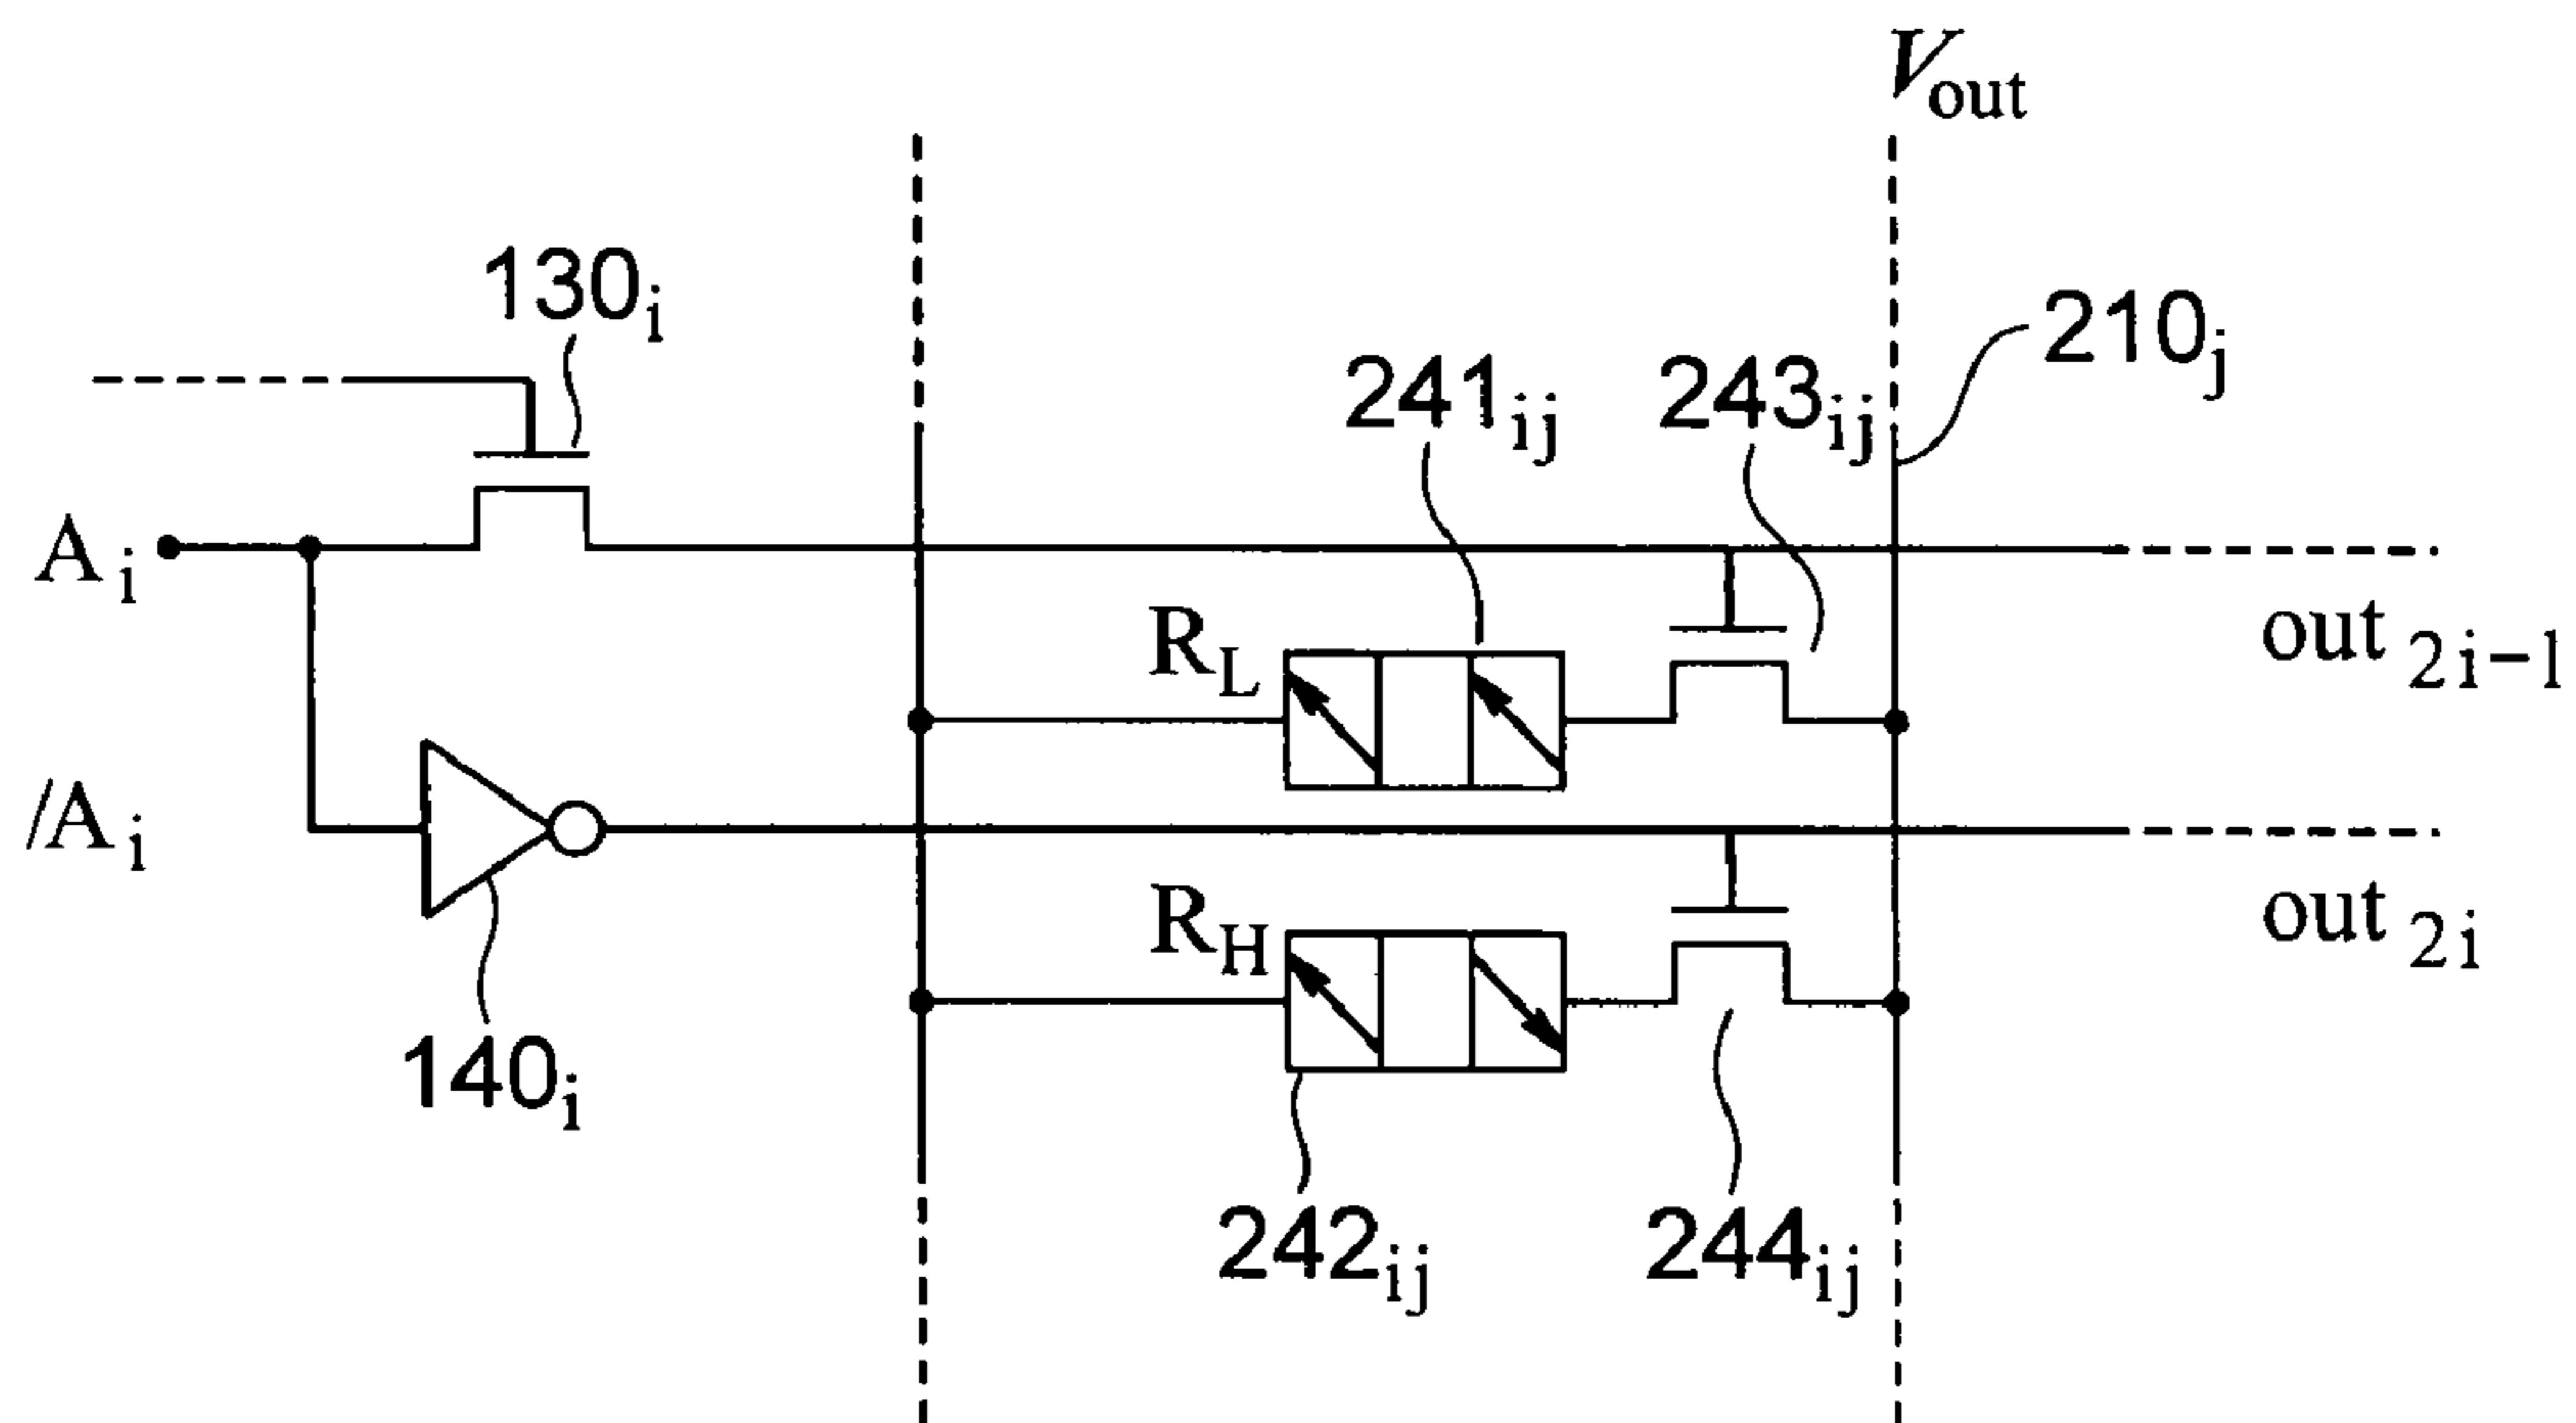 Vout
130i
210j
241ij
243ij
Ai
RL
out 2i-1
/Ai
RH
out 2i
140i
242ij
244ij